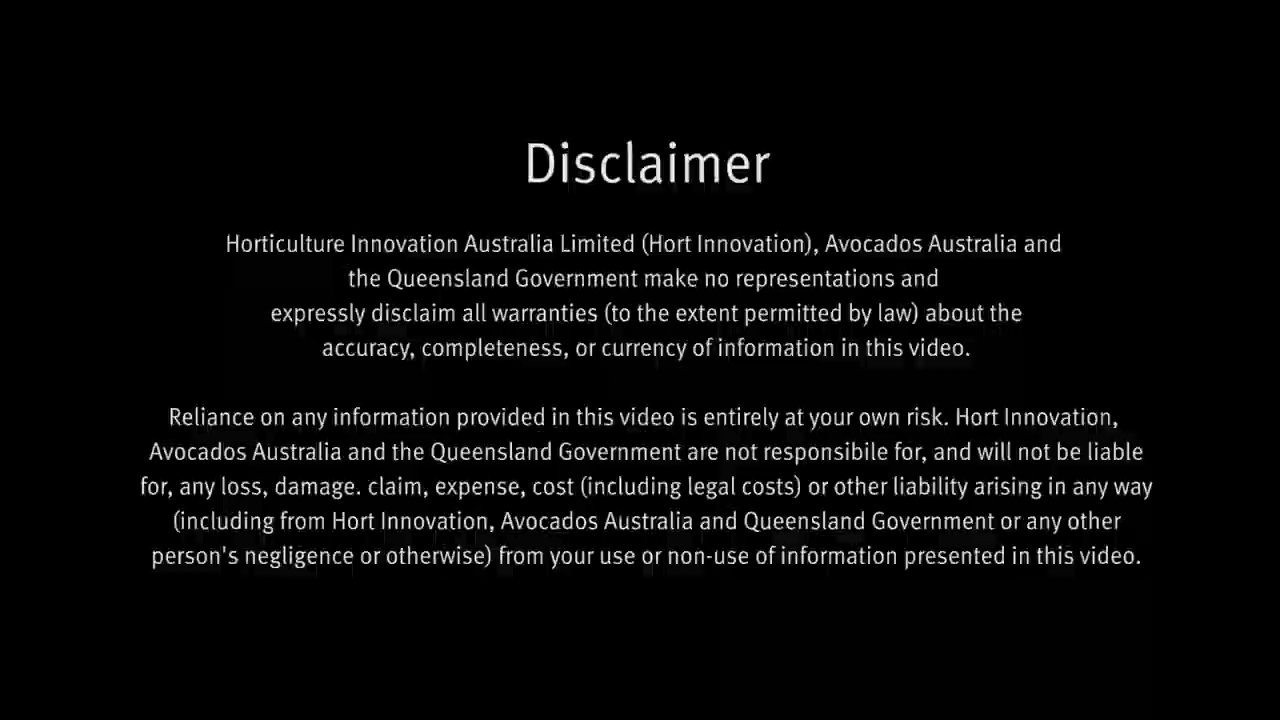 Disclaimer
Horticulture Innovation Australia Limited (Hort Innovation), Avocados Australia and
the Queensland Government make no representations and
expressly disclaim all warranties (to the extent permitted by law) about the
accuracy, completeness, or currency of information in this video.
Reliance on any information provided in this video is entirely at your own risk. Hort Innovation,
Avocados Australia and the Queensland Government are not responsibile for, and will not be liable
for, any loss, damage. claim, expense, cost (including legal costs) or other liability arising in any way
(including from Hort Innovation, Avocados Australia and Queensland Government or any other
person's negligence or otherwise) from your use or non-use of information presented in this video.